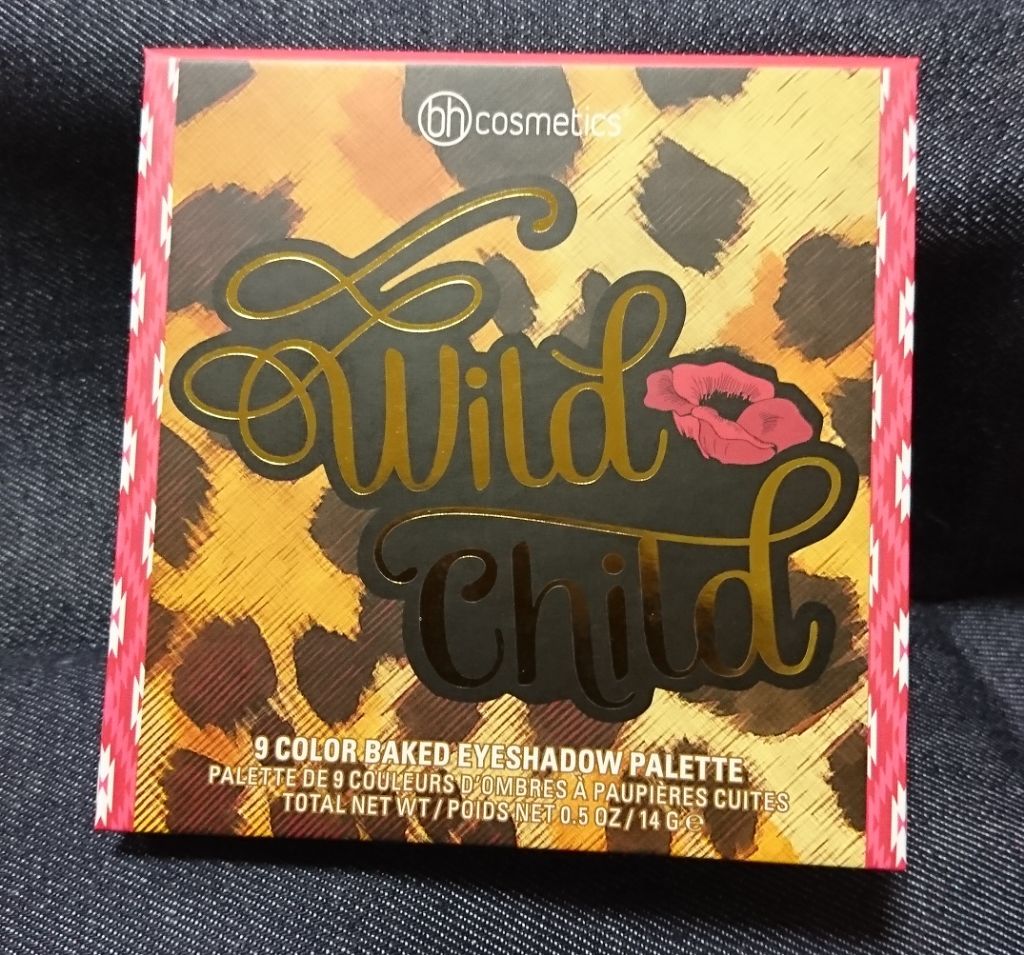 bh cosmetics
Wild
Child
9 COLOR BAKED EYESHADOW PALETTE
PALETTE DE 9 COULEURS D'OMBRES À PAUPIÈRES CUITES
TOTAL NET WT / POIDS NET 0.5 OZ / 14 G ℮